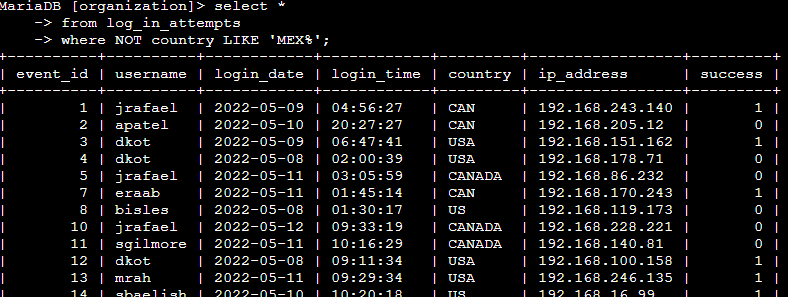 MariaDB [organization]> select *
    -> from log_in_attempts
    -> where NOT country LIKE 'MEX%';
+----------+----------+------------+------------+---------+-----------------+---------+
| event_id | username | login_date | login_time | country | ip_address      | success |
+----------+----------+------------+------------+---------+-----------------+---------+
|        1 | jrafael  | 2022-05-09 | 04:56:27   | CAN     | 192.168.243.140 |       1 |
|        2 | apatel   | 2022-05-10 | 20:27:27   | CAN     | 192.168.205.12  |       0 |
|        3 | dkot     | 2022-05-09 | 06:47:41   | USA     | 192.168.151.162 |       1 |
|        4 | dkot     | 2022-05-08 | 02:00:39   | USA     | 192.168.178.71  |       0 |
|        5 | jrafael  | 2022-05-11 | 03:05:59   | CANADA  | 192.168.86.232  |       0 |
|        7 | eraab    | 2022-05-11 | 01:45:14   | CAN     | 192.168.170.243 |       1 |
|        8 | bisles   | 2022-05-08 | 01:30:17   | US      | 192.168.119.173 |       0 |
|       10 | jrafael  | 2022-05-12 | 09:33:19   | CANADA  | 192.168.228.221 |       0 |
|       11 | sgilmore | 2022-05-11 | 10:16:29   | CANADA  | 192.168.140.81  |       0 |
|       12 | dkot     | 2022-05-08 | 09:11:34   | USA     | 192.168.100.158 |       1 |
|       13 | mrah     | 2022-05-11 | 09:29:34   | USA     | 192.168.246.135 |       1 |
|       14 | sbaelish | 2022-05-10 | 10:20:18   | US      | 192.168.16.99   |       1 |